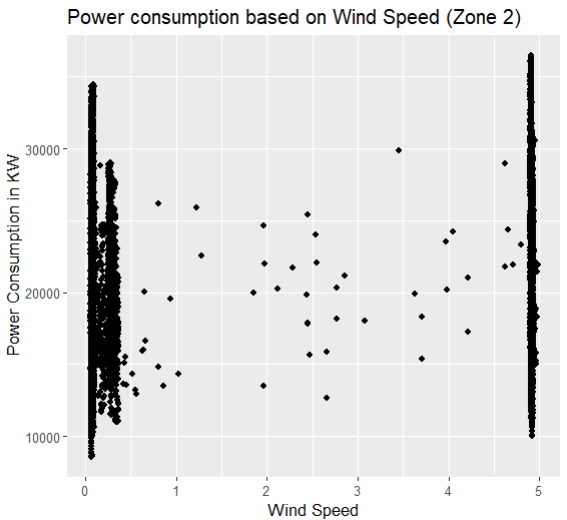 Power consumption based on Wind Speed (Zone 2)
Power Consumption in KW
30000
20000
10000
0 1 2 3 4 5
Wind Speed